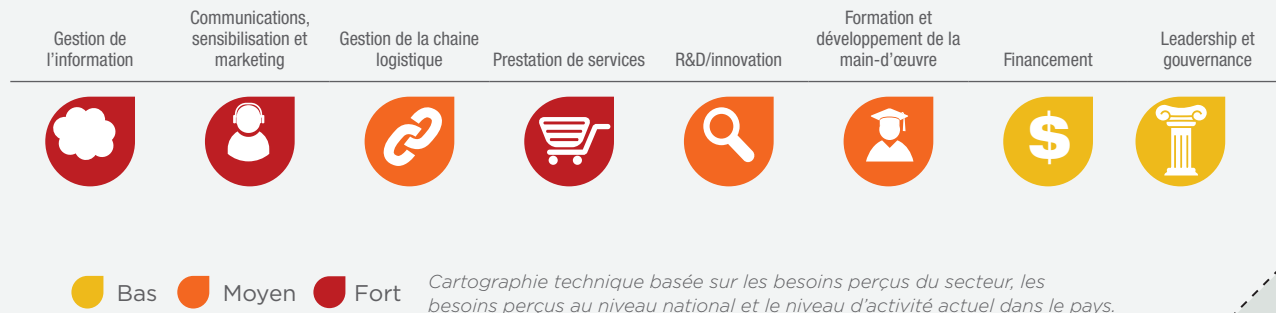 Gestion de
l'information
Communications,
sensibilisation et
marketing
Gestion de la chaine
logistique
Prestation de services
R&D/innovation
Formation et
développement de la
main-d'œuvre
Financement
Leadership et
gouvernance
$
Bas
Moyen
Fort
Cartographie technique basée sur les besoins perçus du secteur, les
besoins perçus au niveau national et le niveau d'activité actuel dans le pays.